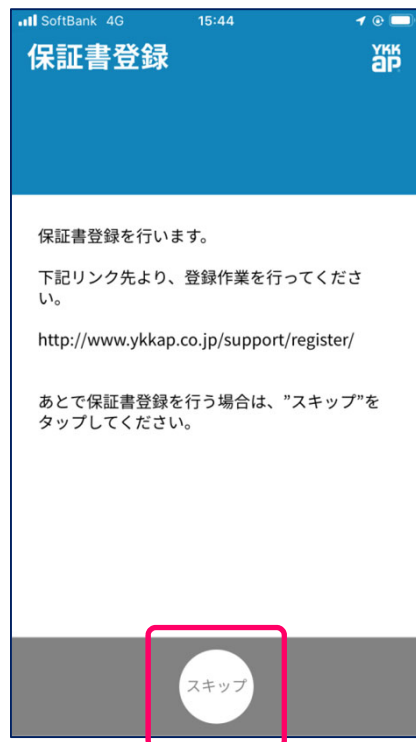 SoftBank 4G 15:44
保証書登録
YKK
ap
保証書登録を行います。
下記リンク先より、登録作業を行ってくださ
い。
http://www.ykkap.co.jp/support/register/
あとで保証書登録を行う場合は、”スキップ”を
タップしてください。
スキップ